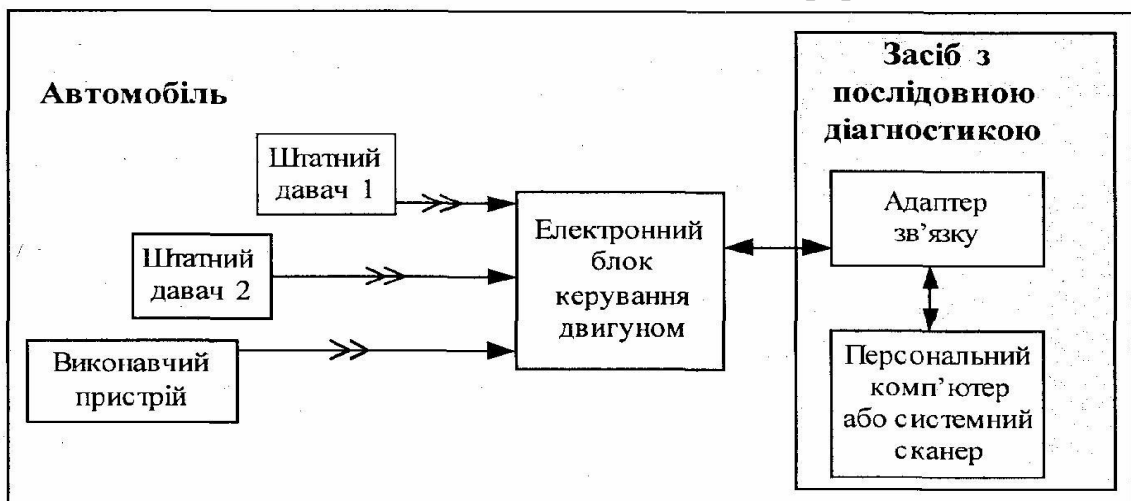 Автомобіль
Штатний
давач 1
Штатний
давач 2
Виконавчий
пристрій
Електронний
блок
керування
двигуном
Засіб з
послідовною
діагностикою
Адаптер
зв’язку
Персональний
комп’ютер
або системний
сканер